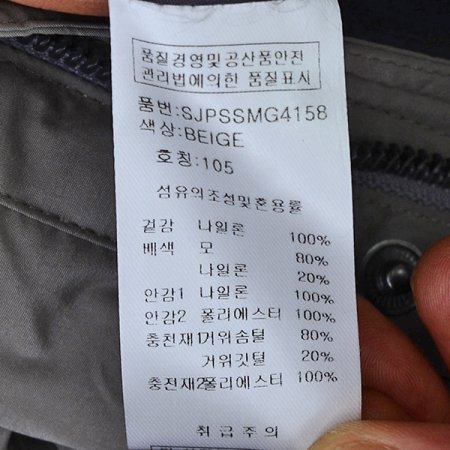 품질경영및공산품안전
관리법에의한 품질표시
품번:SJPSSMG4158
색상:BEIGE
호칭:105
섬유의조성및혼용률
겉감 나일론 100%
배색 모 80%
나일론 20%
안감1 나일론 100%
안감2 폴리에스터 100%
충전재1거위솜털 80%
거위깃털 20%
충전재2폴리에스터 100%
취급주의